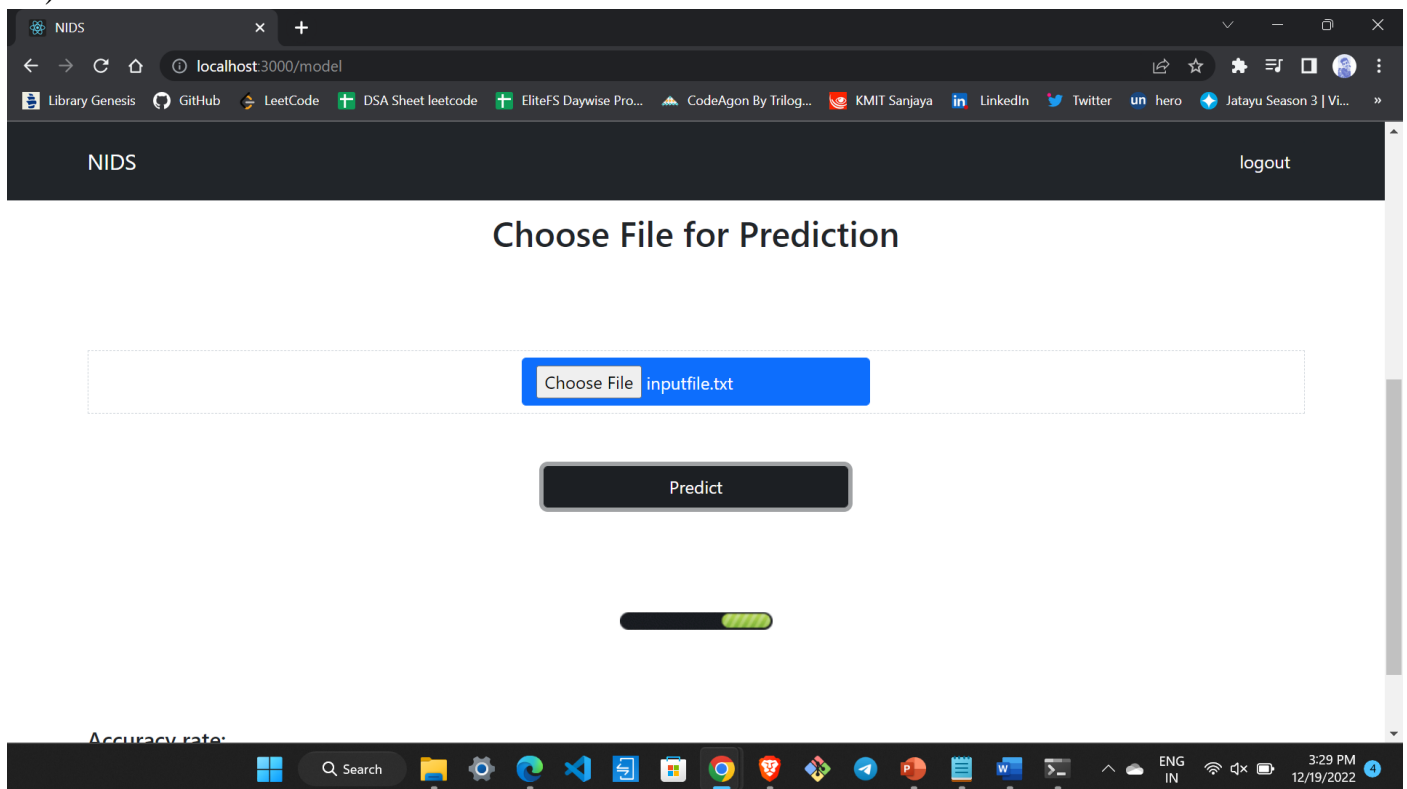 )
NIDS
localhost:3000/model
Library Genesis GitHub LeetCode DSA Sheet leetcode EliteFS Daywise Pro... CodeAgon By Trilog... KMIT Sanjaya in LinkedIn Twitter un hero Jatayu Season 3 | Vi... »
NIDS logout
Choose File for Prediction
Choose File inputfile.txt
Predict
Accuracy rate:
Search ENG 3:29 PM
IN 12/19/2022 4